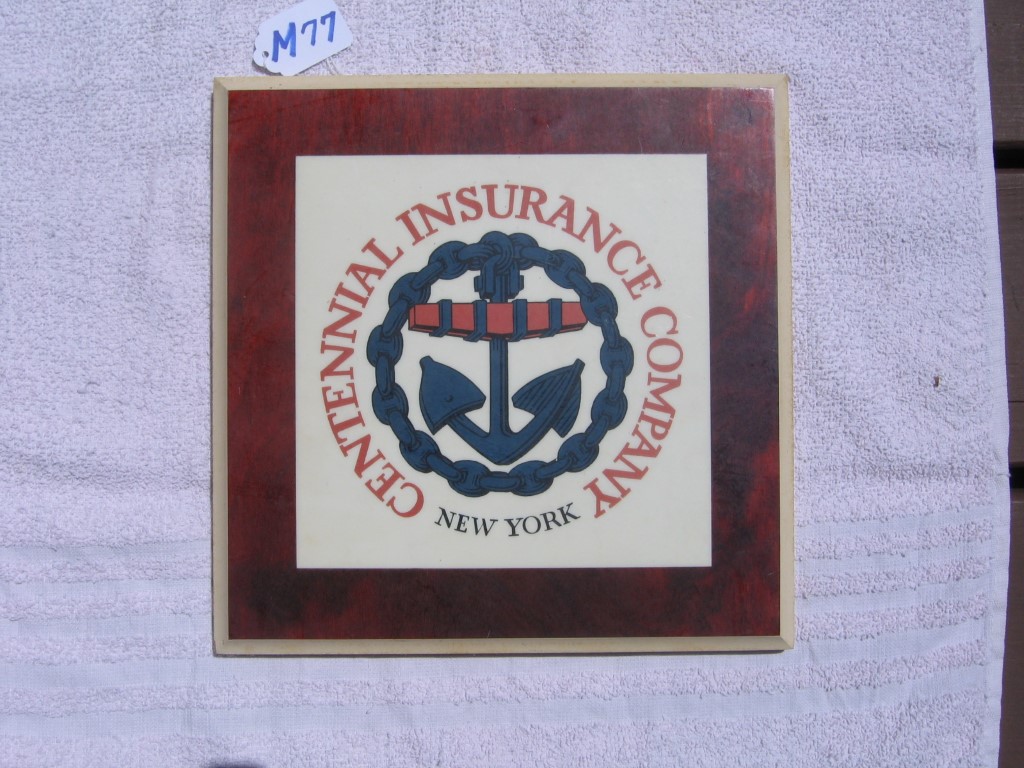 M77
CENTENNIAL INSURANCE COMPANY
NEW YORK